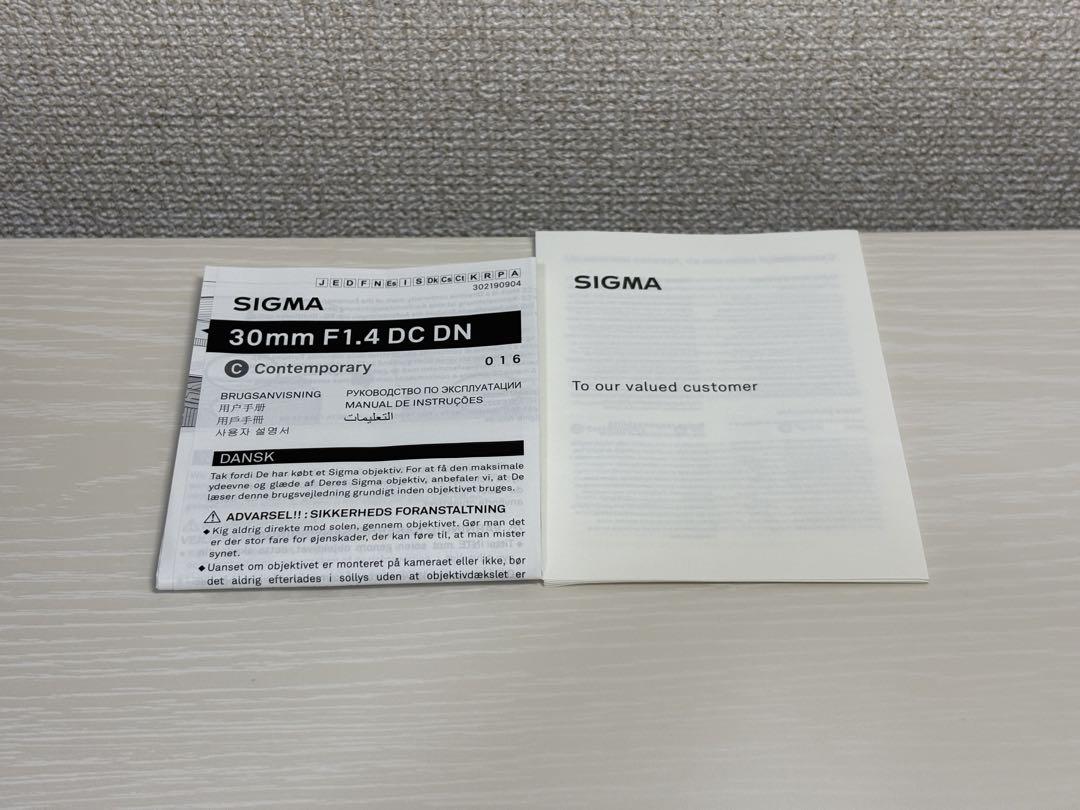 J E D F N Es I S Dk Cs Ct K R P A
302190904
SIGMA
30mm F1.4 DC DN
C Contemporary
016
BRUGSANVISNING
用户手册
用戶手冊
사용자 설명서
РУКОВОДСТВО ПО ЭКСПЛУАТАЦИИ
MANUAL DE INSTRUÇÕES
التعليمات
DANSK
Tak fordi De har købt et Sigma objektiv. For at få den maksimale
ydeevne og glæde af Deres Sigma objektiv, anbefaler vi, at De
læser denne brugsvejledning grundigt inden objektivet bruges.
ADVARSEL!! : SIKKERHEDS FORANSTALTNING
◆Kig aldrig direkte mod solen, gennem objektivet. Gør man det
er der stor fare for øjenskader, der kan føre til, at man mister
synet.
◆Uanset om objektivet er monteret på kameraet eller ikke, bør
det aldrig efterlades i sollys uden at objektivdækslet er
SIGMA
To our valued customer